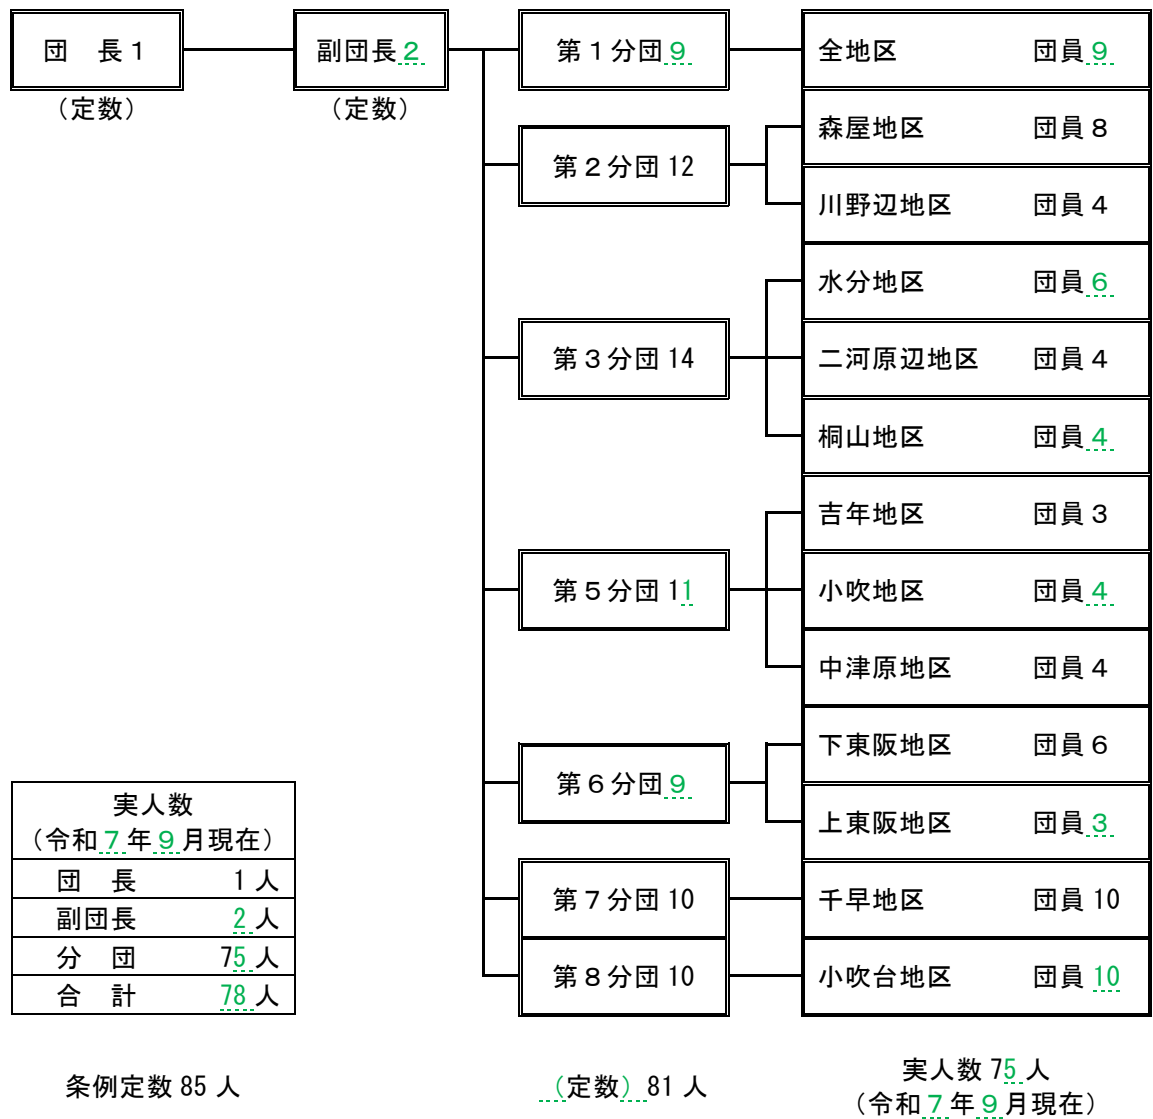 団　長１
（定数）
副団長２
（定数）
第１分団９
全地区　団員９
第２分団 12
森屋地区　団員８
川野辺地区　団員４
第３分団 14
水分地区　団員６
二河原辺地区　団員４
桐山地区　団員４
第５分団 11
吉年地区　団員３
小吹地区　団員４
中津原地区　団員４
第６分団９
下東阪地区　団員６
上東阪地区　団員３
第７分団 10
千早地区　団員 10
第８分団 10
小吹台地区　団員 10
実人数
（令和７年９月現在）
団　長　1 人
副団長　2 人
分　団　75 人
合　計　78 人
条例定数 85 人
（定数）81 人
実人数 75 人
（令和７年９月現在）